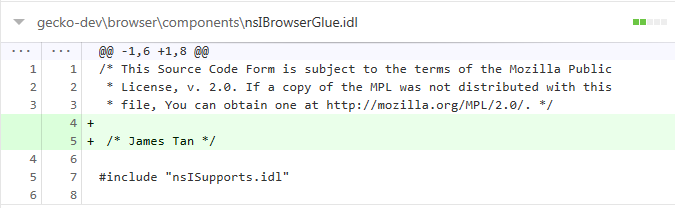 gecko-dev\browser\components\nsIBrowserGlue.idl
... ... @@ -1,6 +1,8 @@
1 1 /* This Source Code Form is subject to the terms of the Mozilla Public
2 2 * License, v. 2.0. If a copy of the MPL was not distributed with this
3 3 * file, You can obtain one at http://mozilla.org/MPL/2.0/. */
4 +
5 + /* James Tan */
4 6
5 7 #include "nsISupports.idl"
6 8